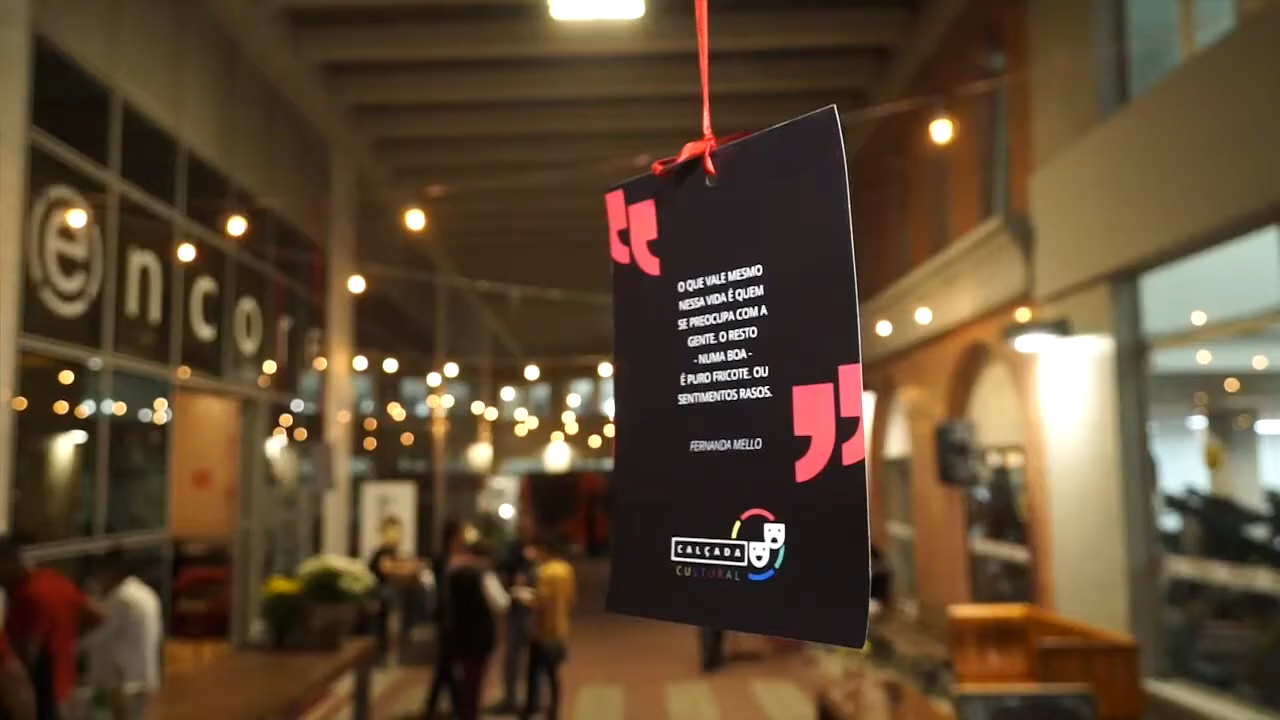 encor
O QUE VALE MESMO
NESSA VIDA É QUEM
SE PREOCUPA COM A
GENTE. O RESTO
- NUMA BOA -
É PURO FRICOTE. OU
SENTIMENTOS RASOS.
FERNANDA MELLO
CALÇADA
CULTURAL